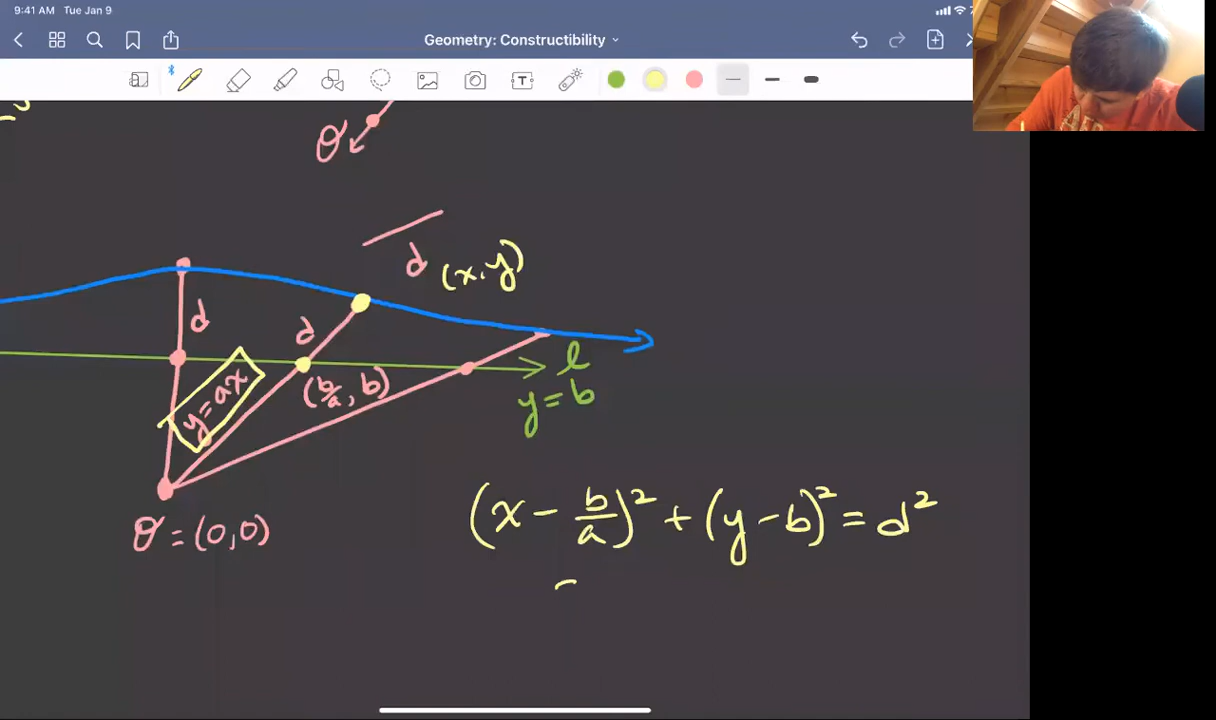 9:41 AM Tue Jan 9
Geometry: Constructibility
T
O
d
(x,y)
d
d
l
(b/a, b)
y=ax
y=b
(x - b/a)² + (y-b)² = d²
O = (0,0)